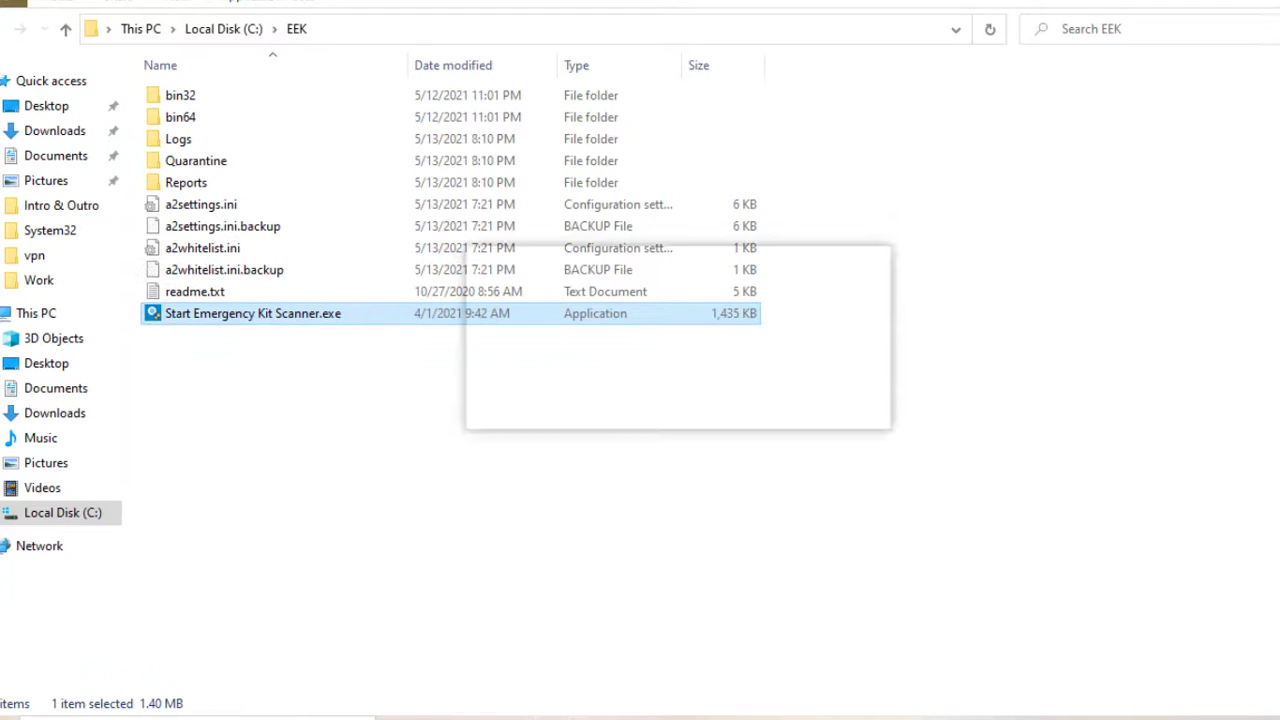 This PC > Local Disk (C:) > EEK
Search EEK
Name Date modified Type Size
Quick access
Desktop
Downloads
Documents
Pictures
Intro & Outro
System32
vpn
Work
This PC
3D Objects
Desktop
Documents
Downloads
Music
Pictures
Videos
Local Disk (C:)
Network
bin32 5/12/2021 11:01 PM File folder
bin64 5/12/2021 11:01 PM File folder
Logs 5/13/2021 8:10 PM File folder
Quarantine 5/13/2021 8:10 PM File folder
Reports 5/13/2021 8:10 PM File folder
a2settings.ini 5/13/2021 7:21 PM Configuration sett... 6 KB
a2settings.ini.backup 5/13/2021 7:21 PM BACKUP File 6 KB
a2whitelist.ini 5/13/2021 7:21 PM Configuration sett... 1 KB
a2whitelist.ini.backup 5/13/2021 7:21 PM BACKUP File 1 KB
readme.txt 10/27/2020 8:56 AM Text Document 5 KB
Start Emergency Kit Scanner.exe 4/1/2021 9:42 AM Application 1,435 KB
items 1 item selected 1.40 MB